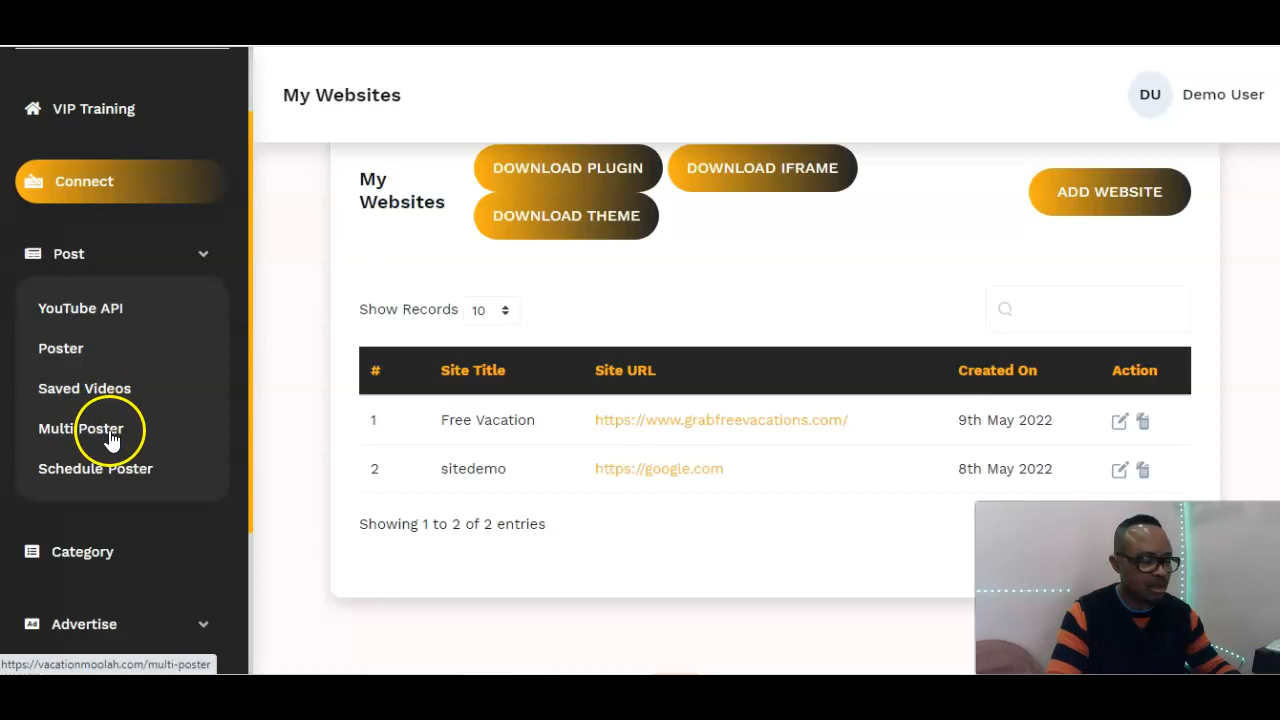 My Websites
DU
Demo User
VIP Training
Connect
Post
YouTube API
Poster
Saved Videos
Multi Poster
Schedule Poster
Category
Advertise
https://vacationmoolah.com/multi-poster
My
Websites
DOWNLOAD PLUGIN
DOWNLOAD IFRAME
DOWNLOAD THEME
ADD WEBSITE
Show Records 10
# Site Title Site URL Created On Action
1 Free Vacation https://www.grabfreevacations.com/ 9th May 2022
2 sitedemo https://google.com 8th May 2022
Showing 1 to 2 of 2 entries